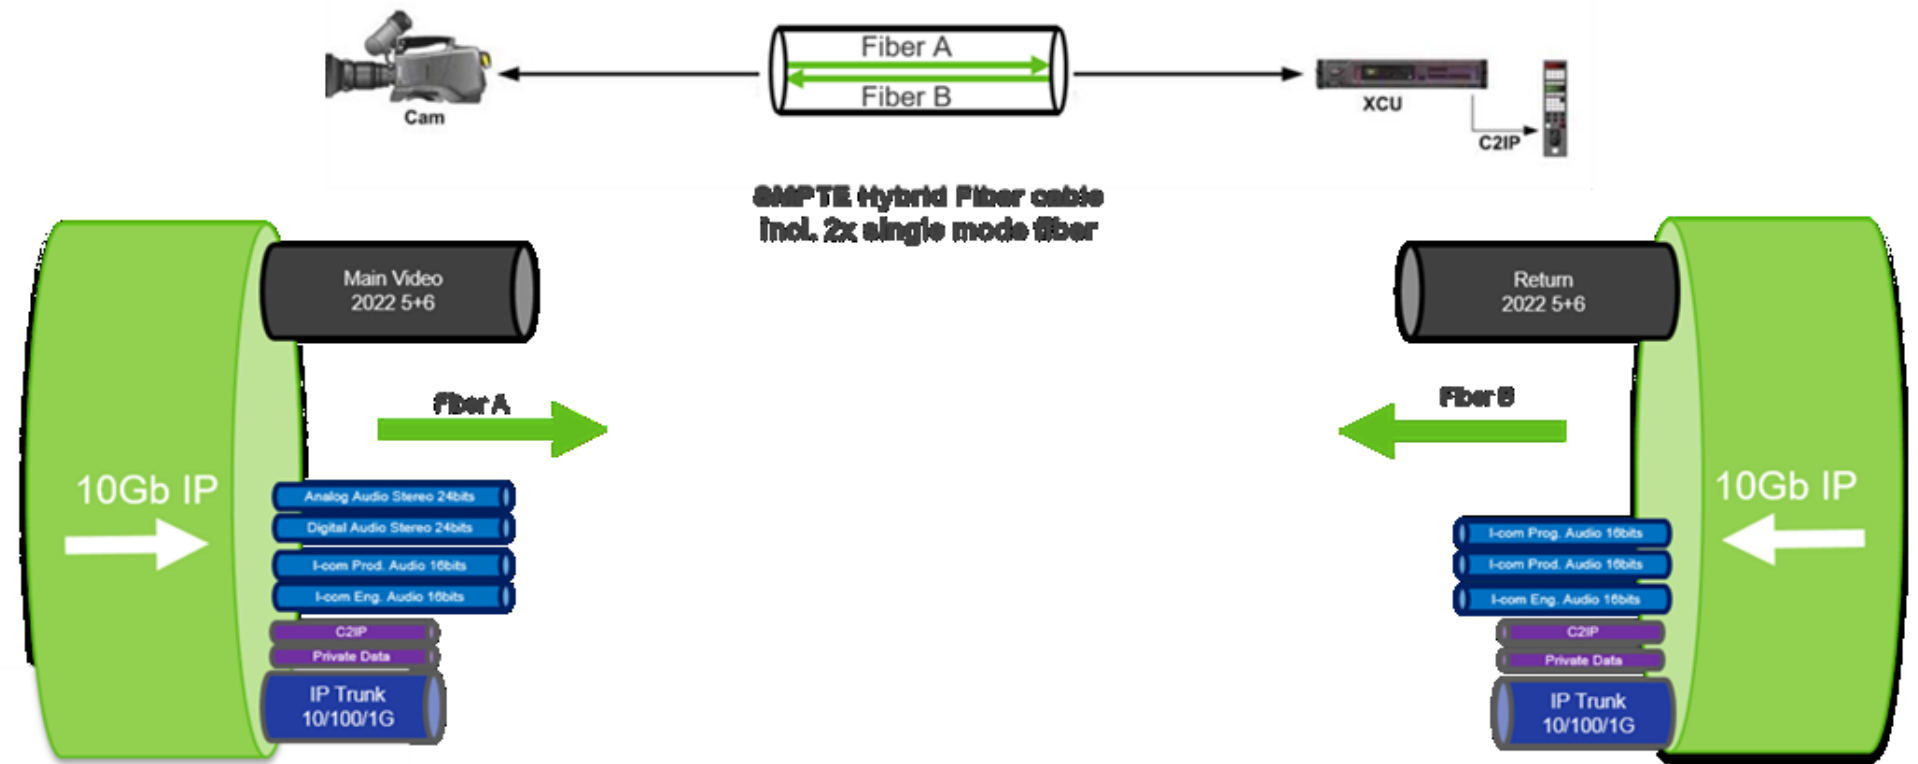 Fiber A
Fiber B
Cam
XCU
C2IP
SMPTE Hybrid Fiber cable
incl. 2x single mode fiber
Main Video
2022 5+6
Fiber A
10Gb IP
Analog Audio Stereo 24bits
Digital Audio Stereo 24bits
I-com Prod. Audio 16bits
I-com Eng. Audio 16bits
C2IP
Private Data
IP Trunk
10/100/1G
Return
2022 5+6
Fiber B
10Gb IP
I-com Prog. Audio 16bits
I-com Prod. Audio 16bits
I-com Eng. Audio 16bits
C2IP
Private Data
IP Trunk
10/100/1G